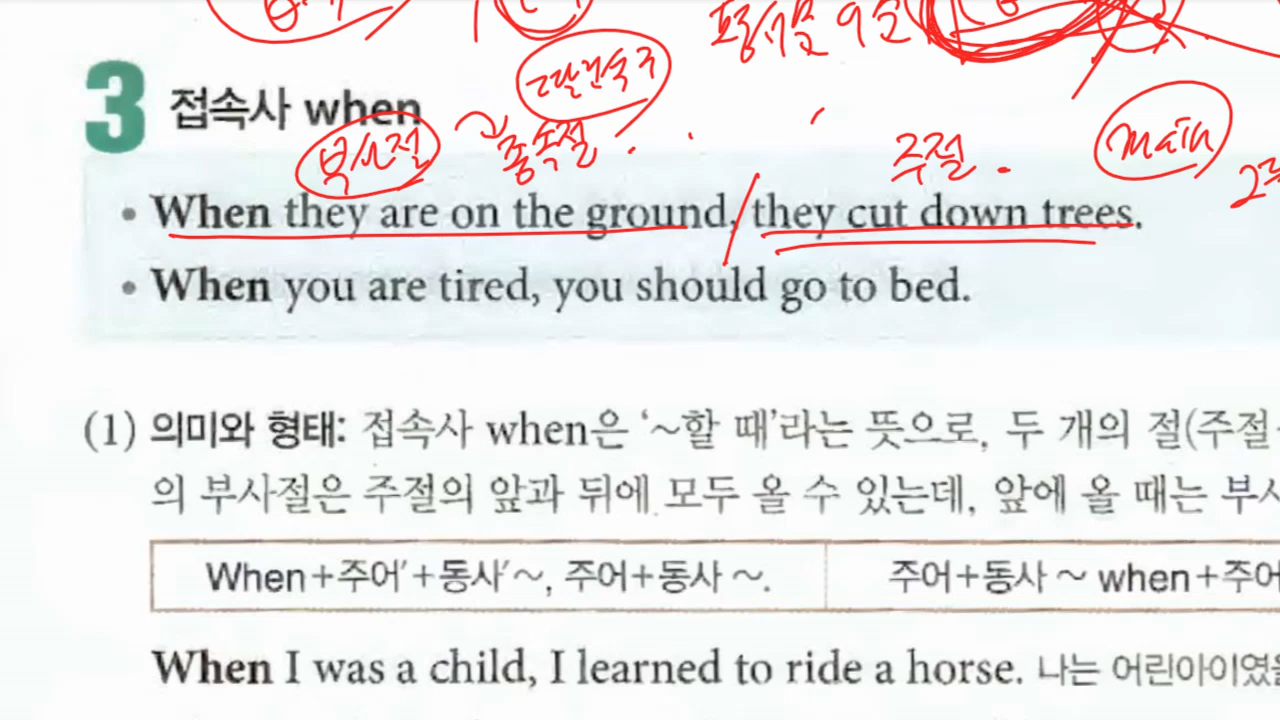 평서문 어순
3 접속사 when
부사절
종속절
주절.
math
• When they are on the ground, they cut down trees.
• When you are tired, you should go to bed.
(1) 의미와 형태: 접속사 when은 ‘~할 때’라는 뜻으로, 두 개의 절(주절
의 부사절은 주절의 앞과 뒤에 모두 올 수 있는데, 앞에 올 때는 부사
When+주어′+동사′~, 주어+동사 ~. 주어+동사 ~ when+주어
When I was a child, I learned to ride a horse. 나는 어린아이였을